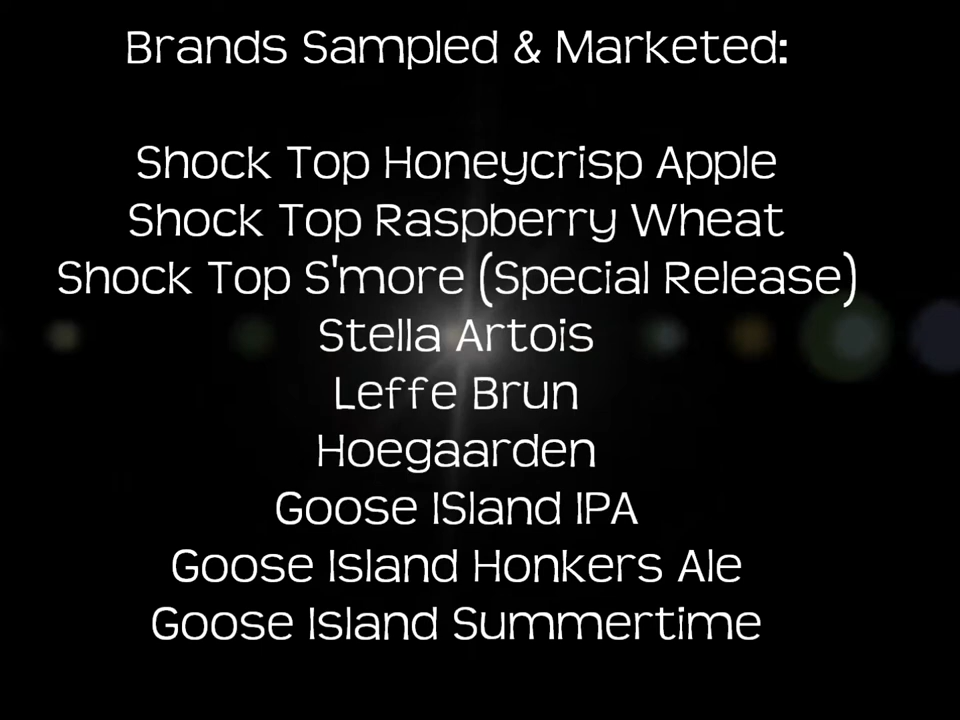 Brands Sampled & Marketed:
Shock Top Honeycrisp Apple
Shock Top Raspberry Wheat
Shock Top S'more (Special Release)
Stella Artois
Leffe Brun
Hoegaarden
Goose ISland IPA
Goose Island Honkers Ale
Goose Island Summertime